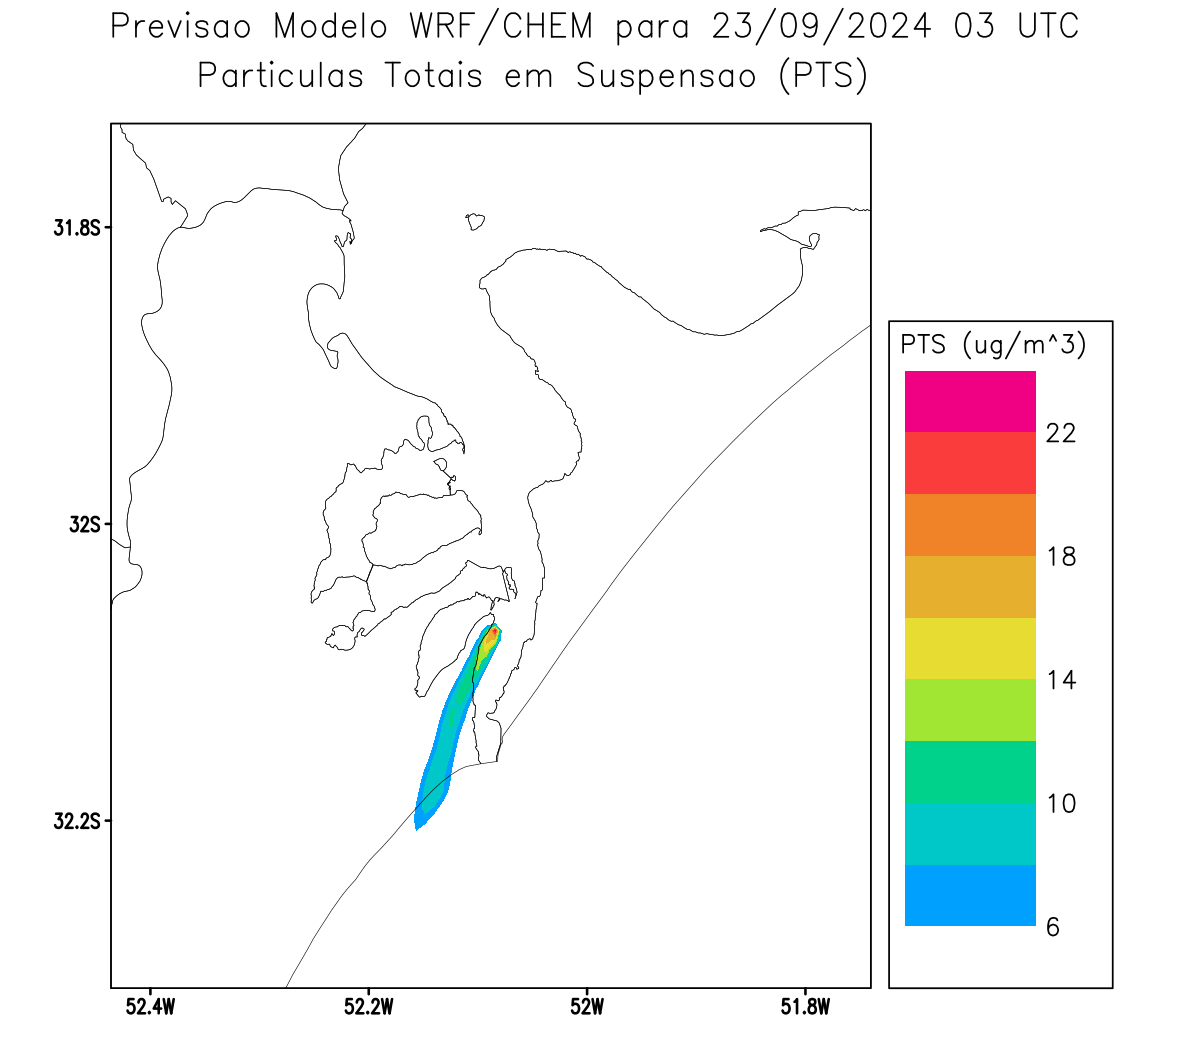 Previsao Modelo WRF/CHEM para 23/09/2024 03 UTC
Particulas Totais em Suspensao (PTS)
31.8S
32S
32.2S
52.4W
52.2W
52W
51.8W
PTS (ug/m^3)
22
18
14
10
6